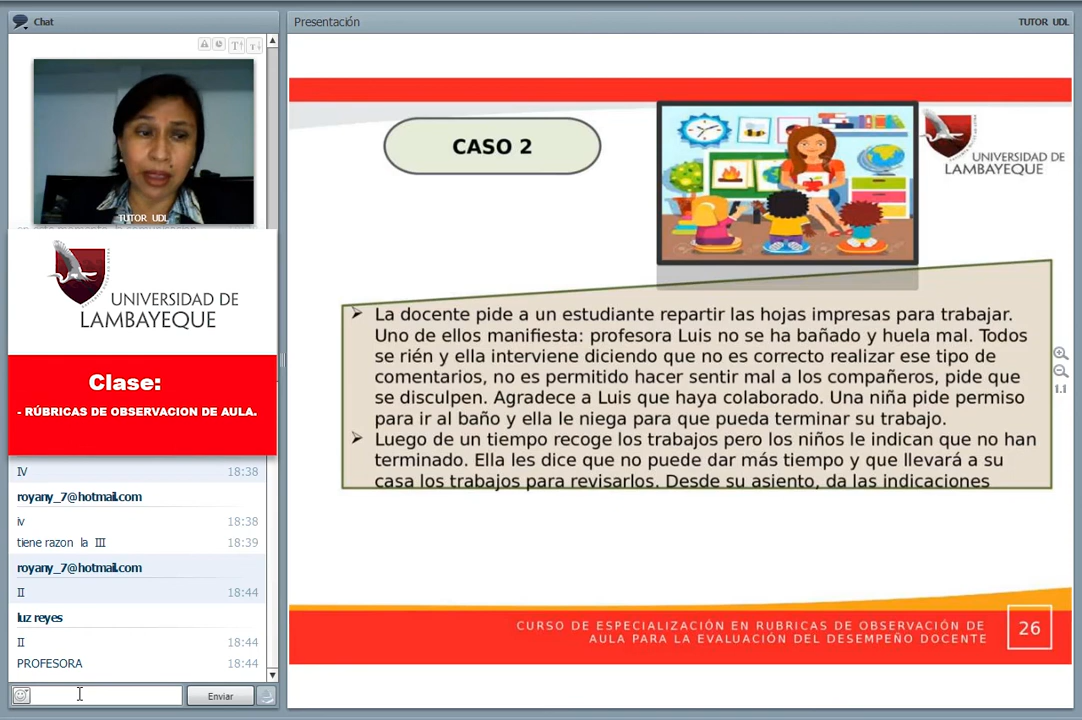 Chat
TUTOR UDL
UNIVERSIDAD DE
LAMBAYEQUE
Clase:
- RÚBRICAS DE OBSERVACION DE AULA.
IV 18:38
royany_7@hotmail.com
iv 18:38
tiene razon la III 18:39
royany_7@hotmail.com
II 18:44
luz reyes
II 18:44
PROFESORA 18:44
Enviar
Presentación
TUTOR UDL
CASO 2
UNIVERSIDAD DE
LAMBAYEQUE
La docente pide a un estudiante repartir las hojas impresas para trabajar.
Uno de ellos manifiesta: profesora Luis no se ha bañado y huela mal. Todos
se rién y ella interviene diciendo que no es correcto realizar ese tipo de
comentarios, no es permitido hacer sentir mal a los compañeros, pide que
se disculpen. Agradece a Luis que haya colaborado. Una niña pide permiso
para ir al baño y ella le niega para que pueda terminar su trabajo.
Luego de un tiempo recoge los trabajos pero los niños le indican que no han
terminado. Ella les dice que no puede dar más tiempo y que llevará a su
casa los trabajos para revisarlos. Desde su asiento, da las indicaciones
1.1
CURSO DE ESPECIALIZACIÓN EN RUBRICAS DE OBSERVACIÓN DE
AULA PARA LA EVALUACIÓN DEL DESEMPEÑO DOCENTE
26